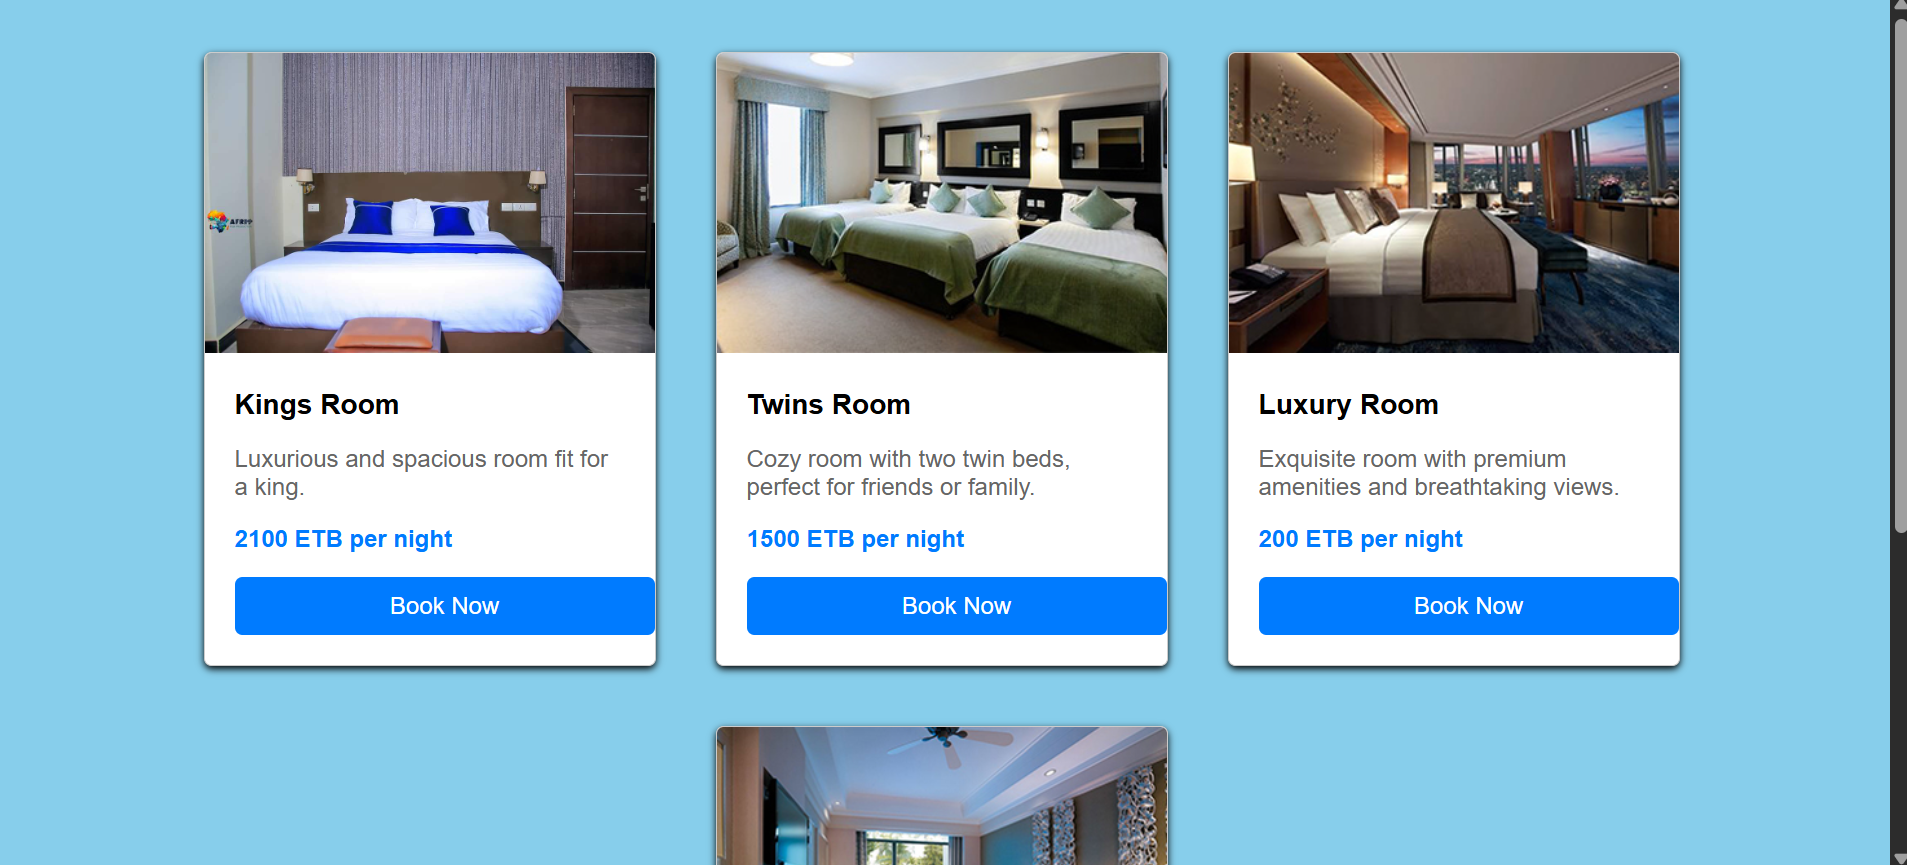 Kings Room
Luxurious and spacious room fit for
a king.
2100 ETB per night
Book Now
Twins Room
Cozy room with two twin beds,
perfect for friends or family.
1500 ETB per night
Book Now
Luxury Room
Exquisite room with premium
amenities and breathtaking views.
200 ETB per night
Book Now